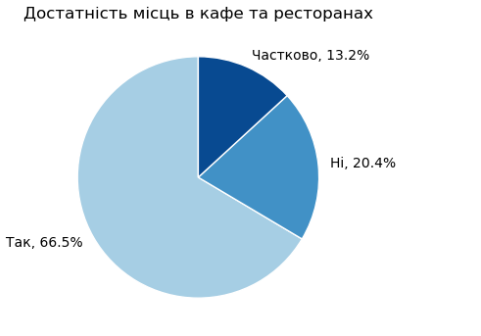 Достатність місць в кафе та ресторанах
Частково, 13.2%
Ні, 20.4%
Так, 66.5%